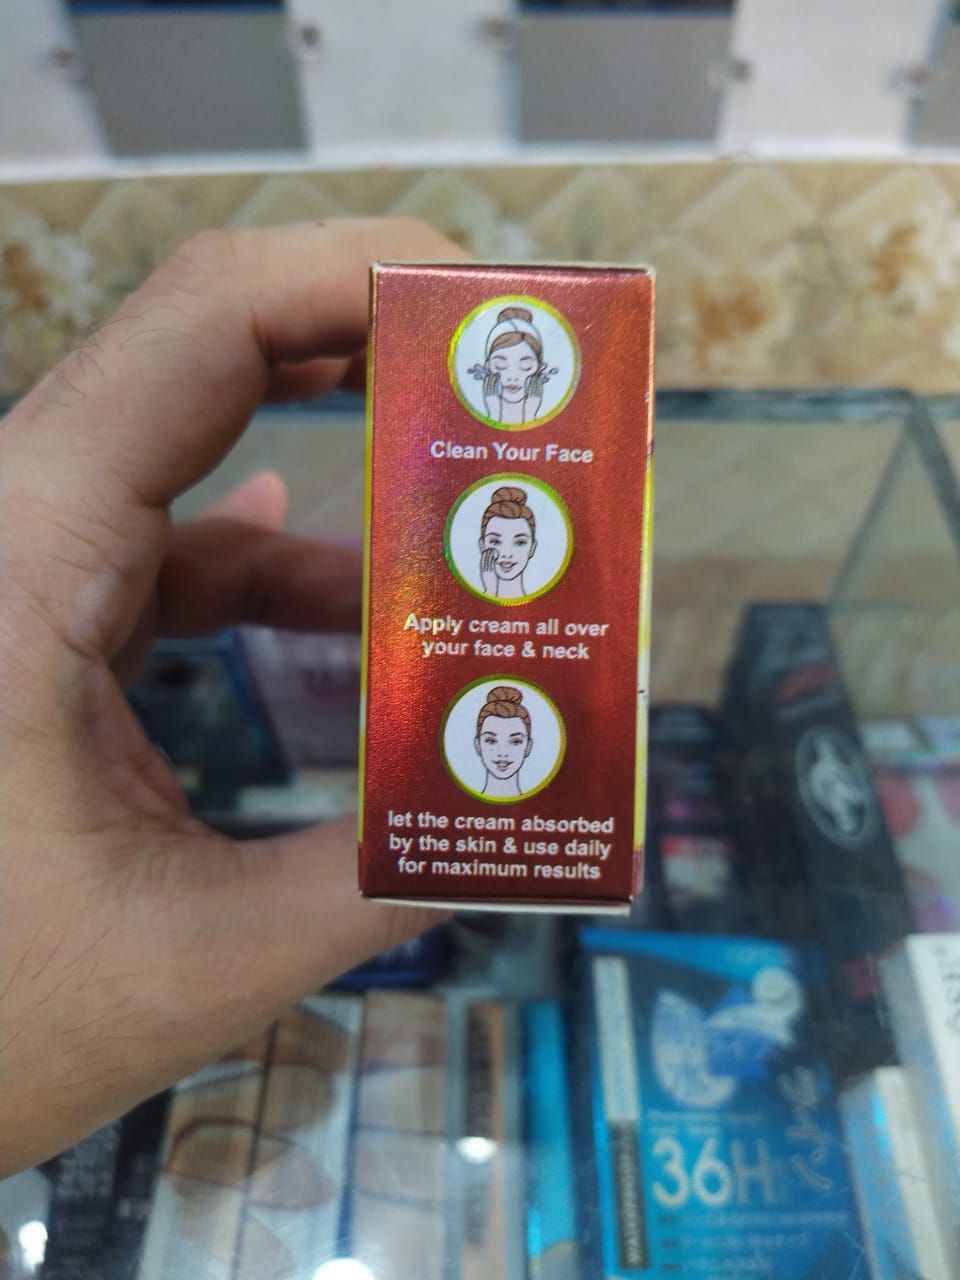 Clean Your Face
Apply cream all over
your face & neck
let the cream absorbed
by the skin & use daily
for maximum results
36H
WATERPROOF